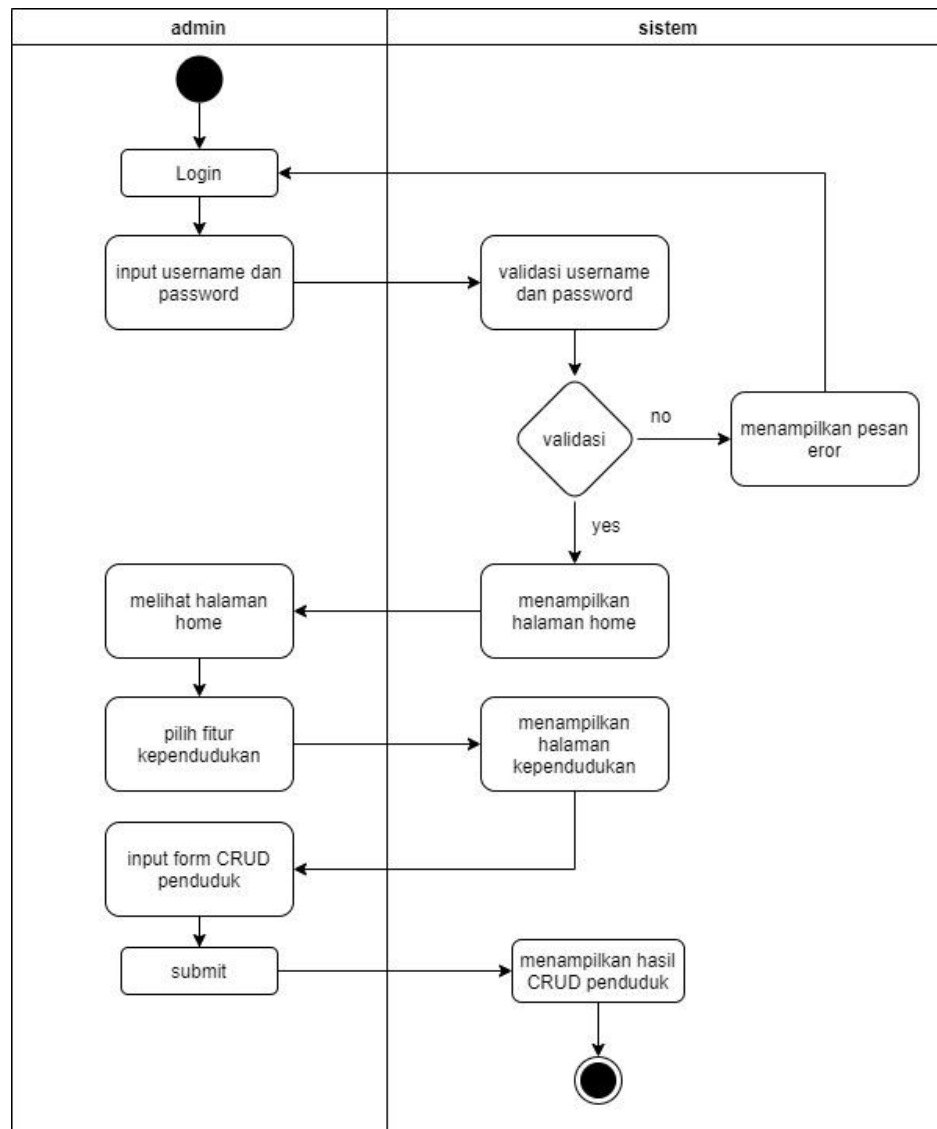 admin
sistem
Login
input username dan
password
validasi username
dan password
validasi
no
menampilkan pesan
eror
yes
melihat halaman
home
menampilkan
halaman home
pilih fitur
kependudukan
menampilkan
halaman
kependudukan
input form CRUD
penduduk
submit
menampilkan hasil
CRUD penduduk